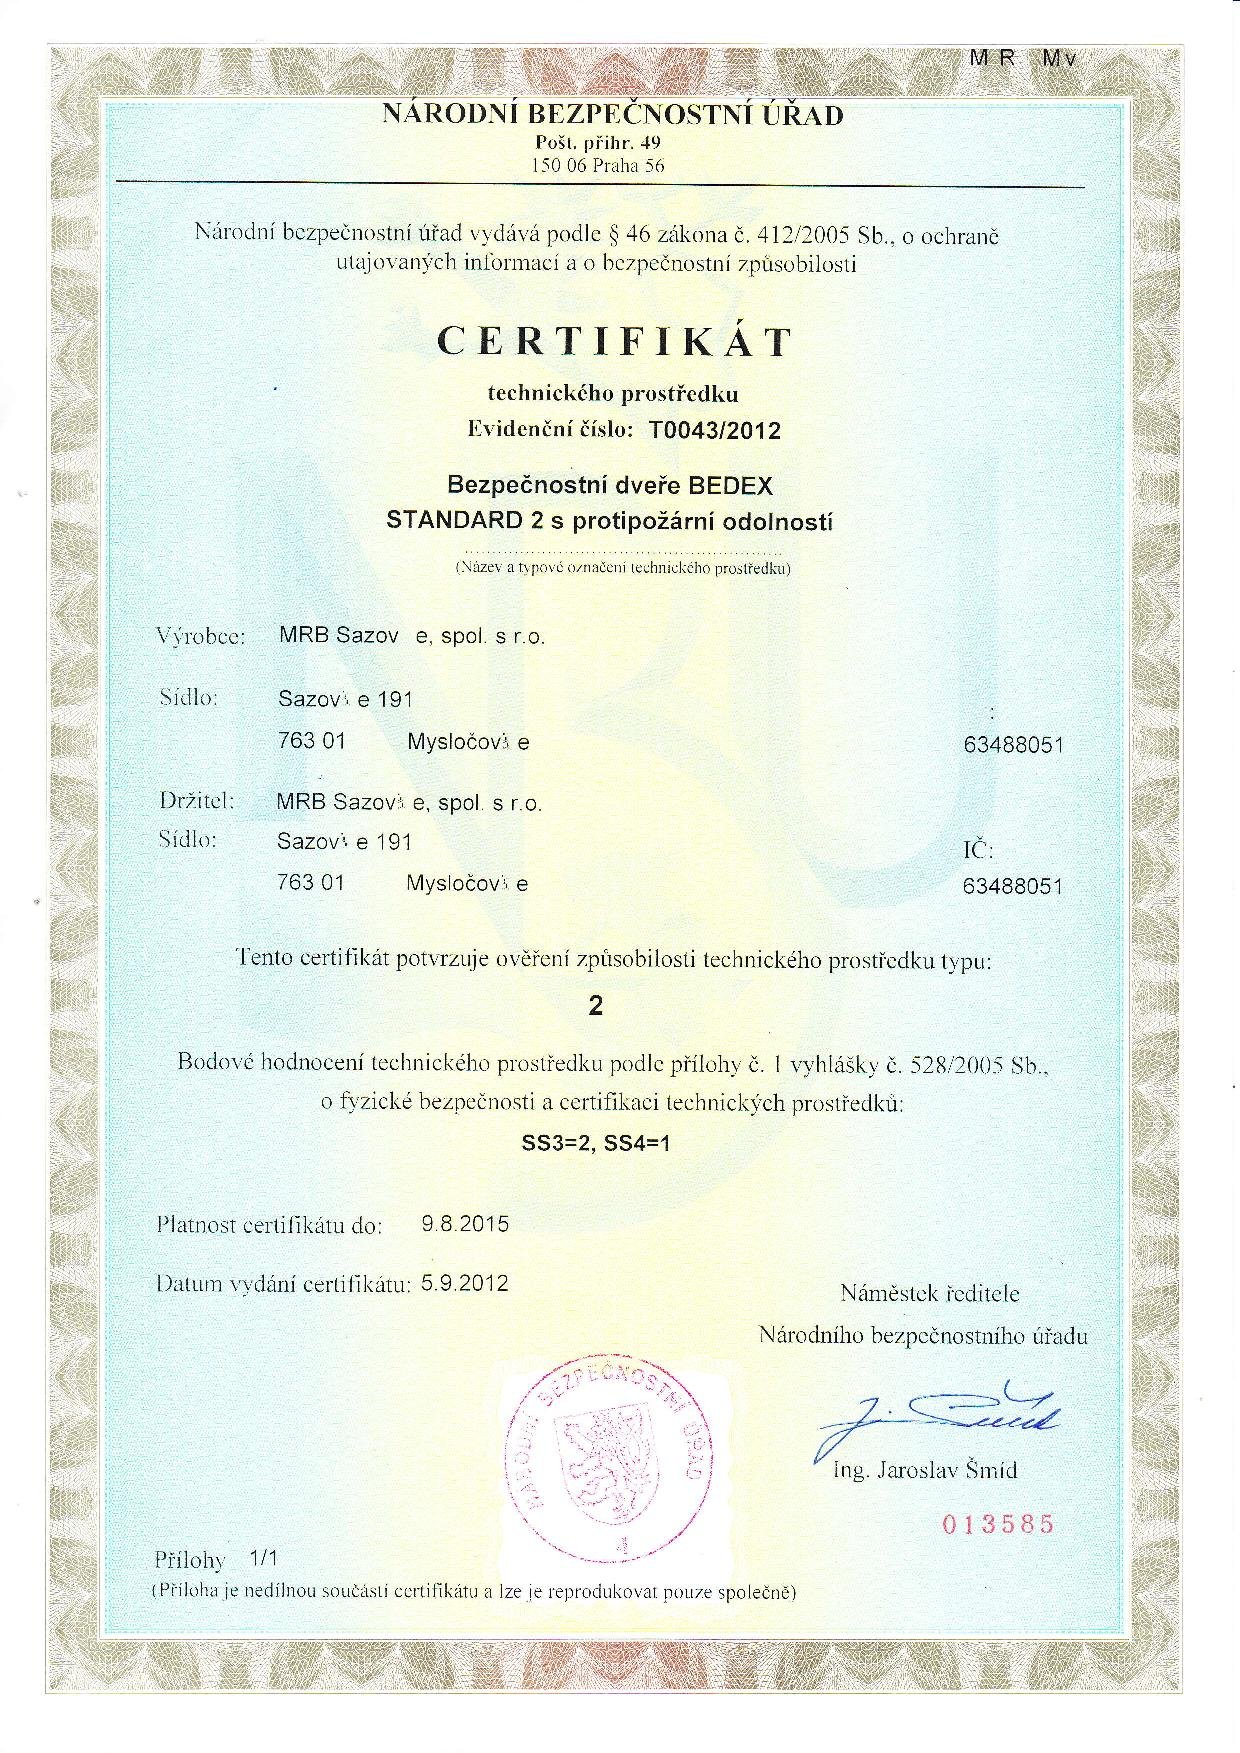 M R Mv
NÁRODNÍ BEZPEČNOSTNÍ ÚŘAD
Pošt. přihr. 49
150 06 Praha 56
Národní bezpečnostní úřad vydává podle § 46 zákona č. 412/2005 Sb., o ochraně
utajovaných informací a o bezpečnostní způsobilosti
CERTIFIKÁT
technického prostředku
Evidenční číslo: T0043/2012
Bezpečnostní dveře BEDEX
STANDARD 2 s protipožární odolností
(Název a typové označení technického prostředku)
Výrobce: MRB Sazov e, spol. s r.o.
Sídlo: Sazov e 191
763 01 Mysločov e 63488051
Držitel: MRB Sazov e, spol. s r.o.
Sídlo: Sazov e 191 IČ:
763 01 Mysločov e 63488051
Tento certifikát potvrzuje ověření způsobilosti technického prostředku typu:
2
Bodové hodnocení technického prostředku podle přílohy č. 1 vyhlášky č. 528/2005 Sb.,
o fyzické bezpečnosti a certifikaci technických prostředků:
SS3=2, SS4=1
Platnost certifikátu do: 9.8.2015
Datum vydání certifikátu: 5.9.2012
Náměstek ředitele
Národního bezpečnostního úřadu
NÁRODNÍ BEZPEČNOSTNÍ ÚŘAD
4
Ing. Jaroslav Šmíd
013585
Přílohy 1/1
(Příloha je nedílnou součástí certifikátu a lze je reprodukovat pouze společně)